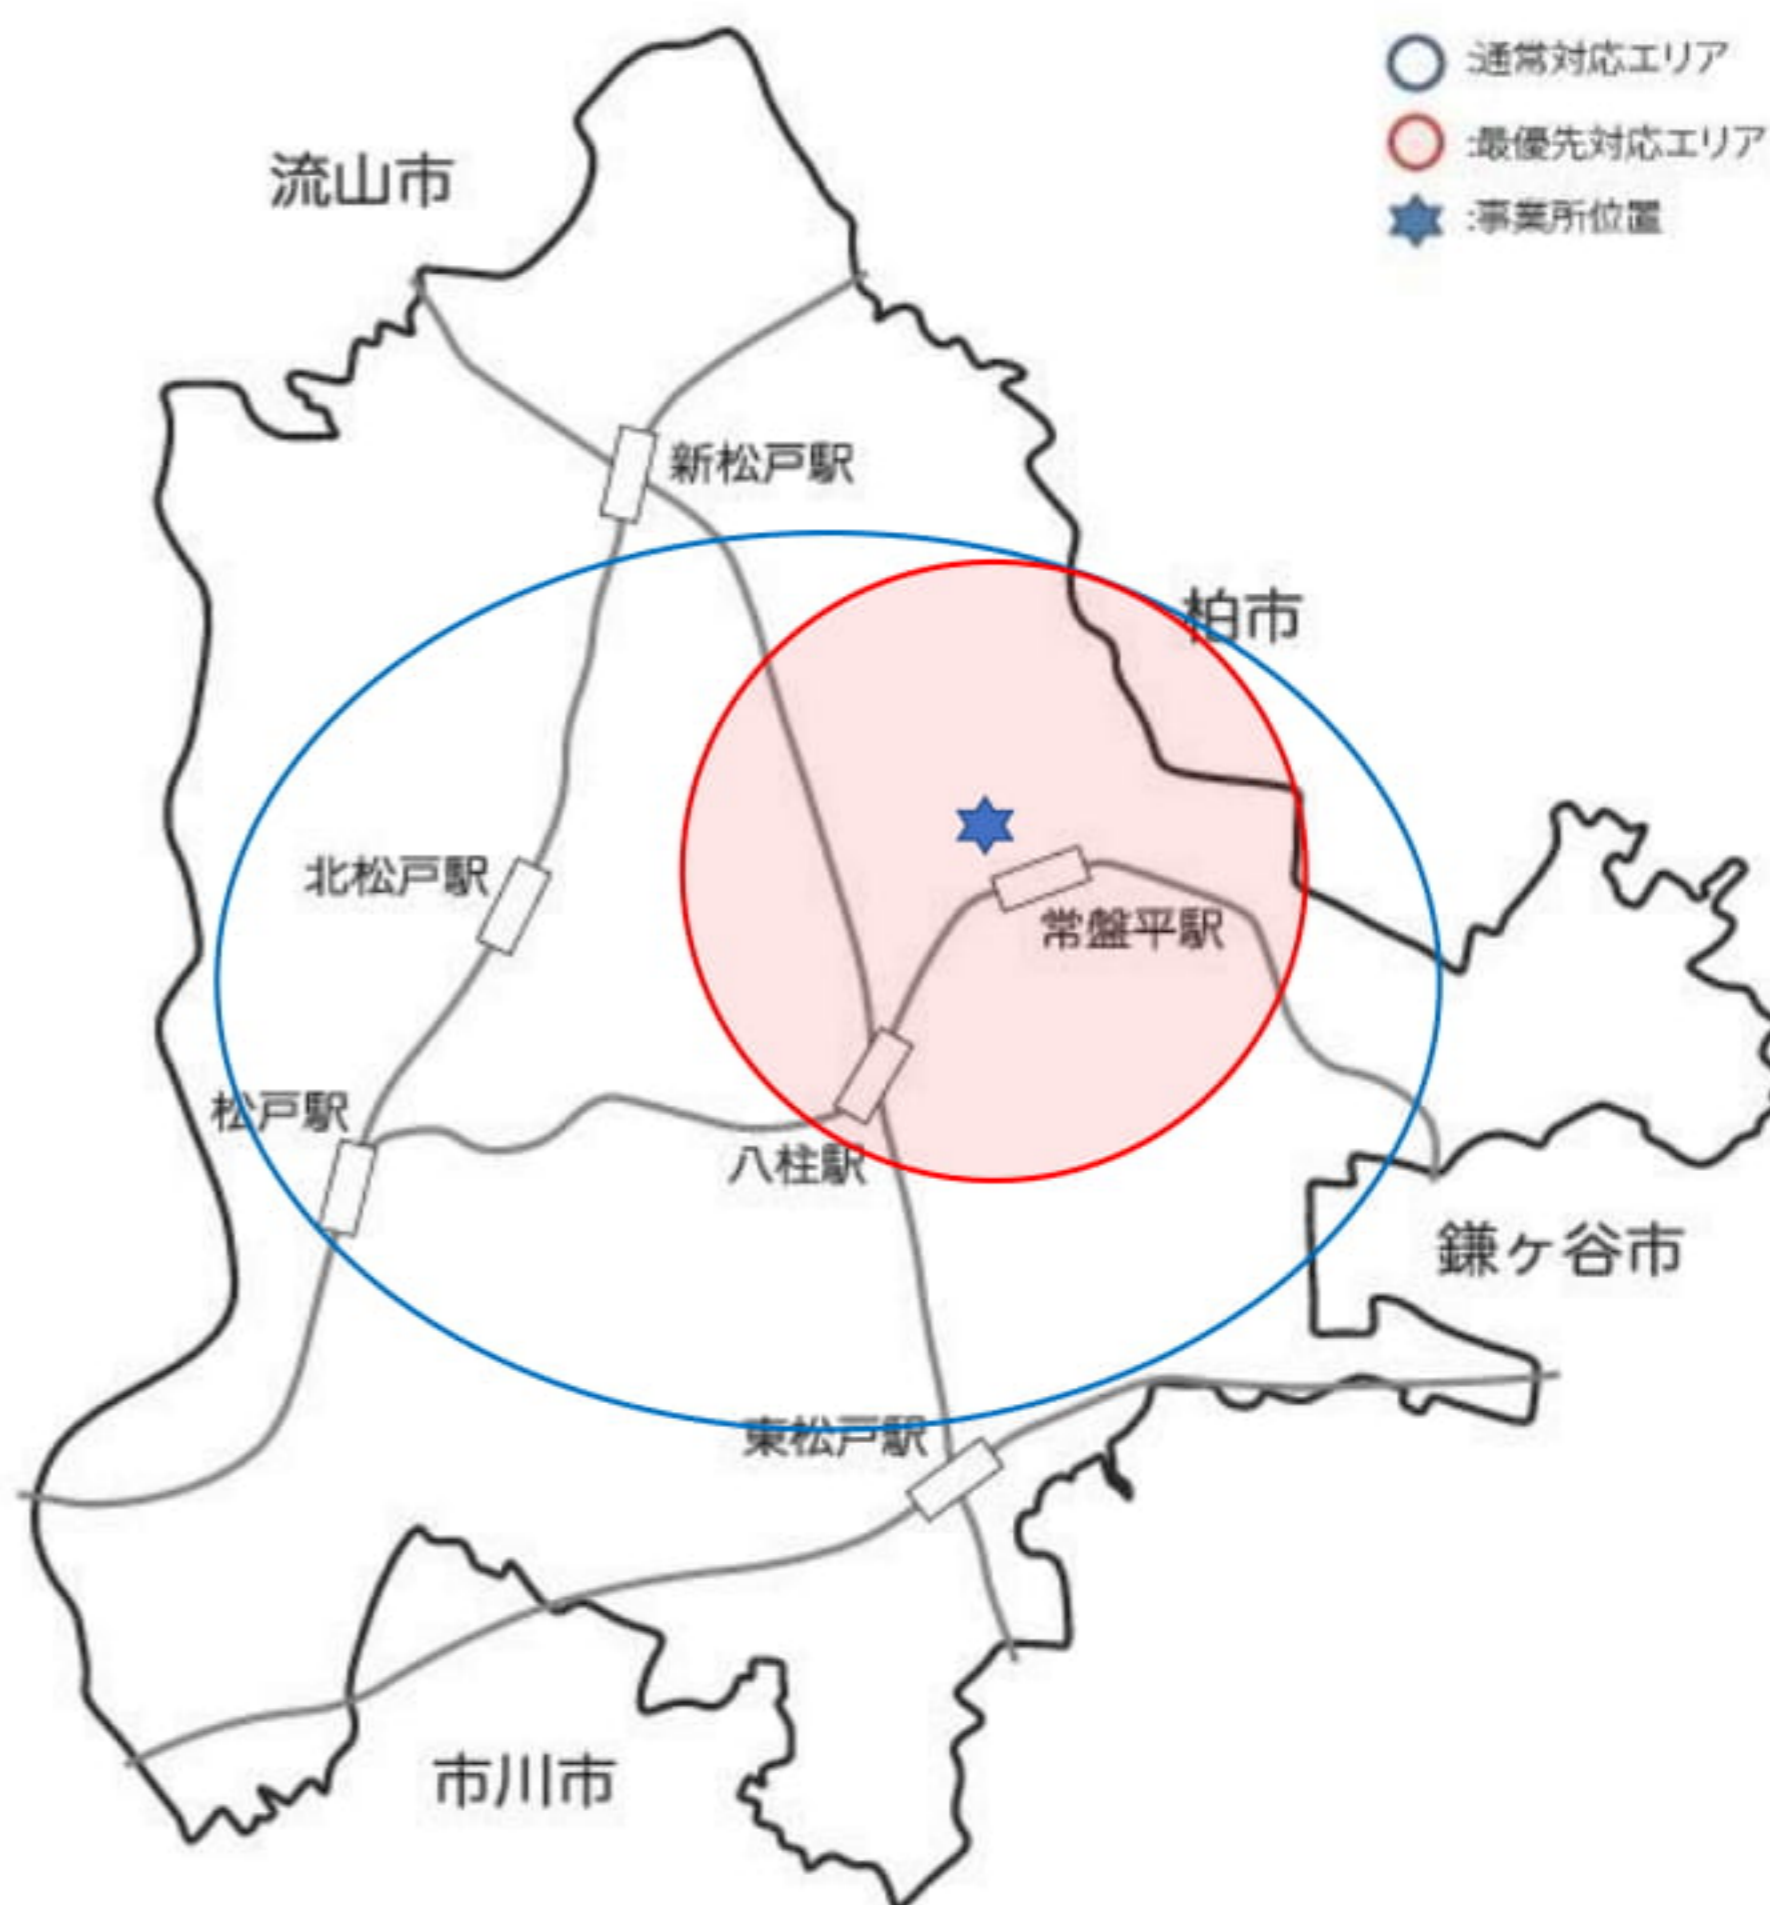 :通常対応エリア
:最優先対応エリア
:事業所位置
流山市
新松戸駅
柏市
北松戸駅
常盤平駅
松戸駅
八柱駅
鎌ヶ谷市
東松戸駅
市川市